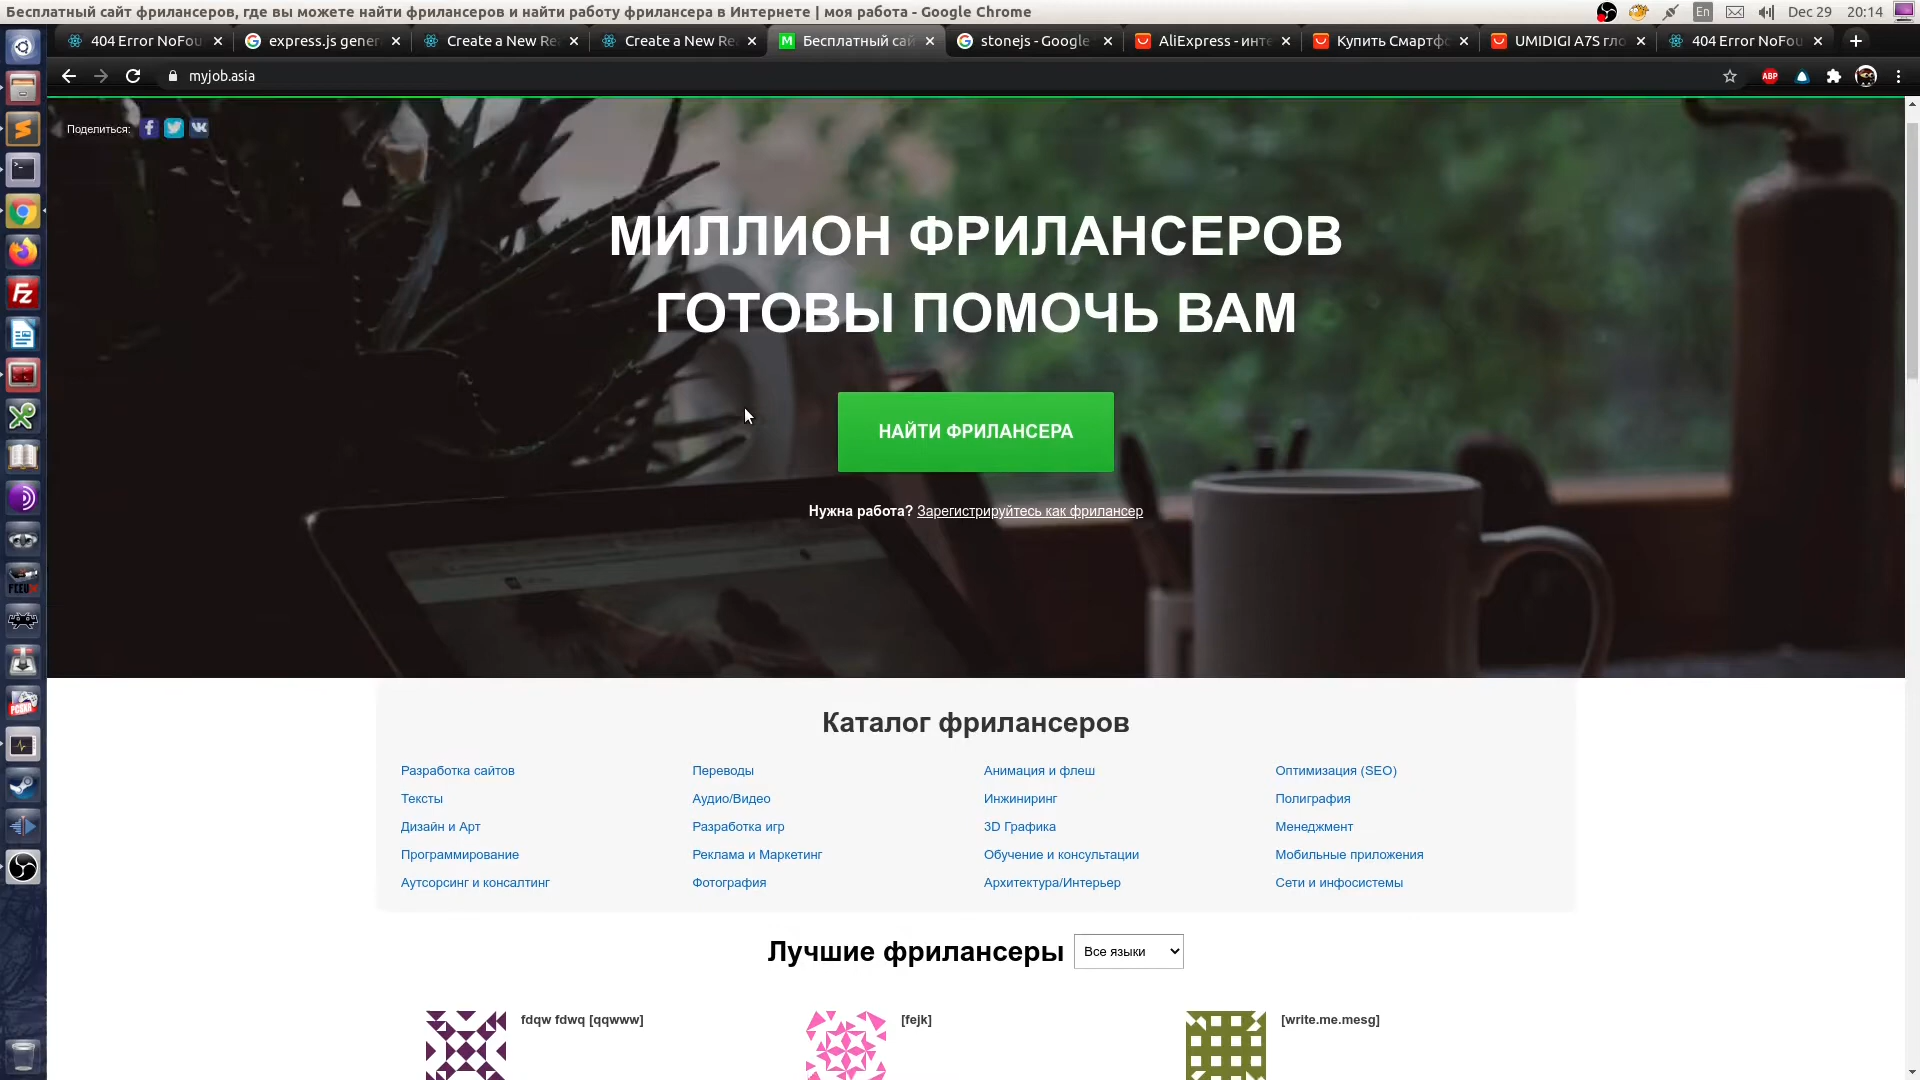 Бесплатный сайт фрилансеров, где вы можете найти фрилансеров и найти работу фрилансера в Интернете | моя работа - Google Chrome
En Dec 29 20:14
404 Error NoFou express.js gener Create a New Re Create a New Re Бесплатный сай stonejs - Google AliExpress - инте Купить Смартфо UMIDIGI A7S гло 404 Error NoFou
myjob.asia
ABP
Поделиться:
МИЛЛИОН ФРИЛАНСЕРОВ
ГОТОВЫ ПОМОЧЬ ВАМ
НАЙТИ ФРИЛАНСЕРА
Нужна работа? Зарегистрируйтесь как фрилансер
Каталог фрилансеров
Разработка сайтов Переводы Анимация и флеш Оптимизация (SEO)
Тексты Аудио/Видео Инжиниринг Полиграфия
Дизайн и Арт Разработка игр 3D Графика Менеджмент
Программирование Реклама и Маркетинг Обучение и консультации Мобильные приложения
Аутсорсинг и консалтинг Фотография Архитектура/Интерьер Сети и инфосистемы
Лучшие фрилансеры Все языки
fdqw fdwq [qqwww] [fejk] [write.me.mesg]